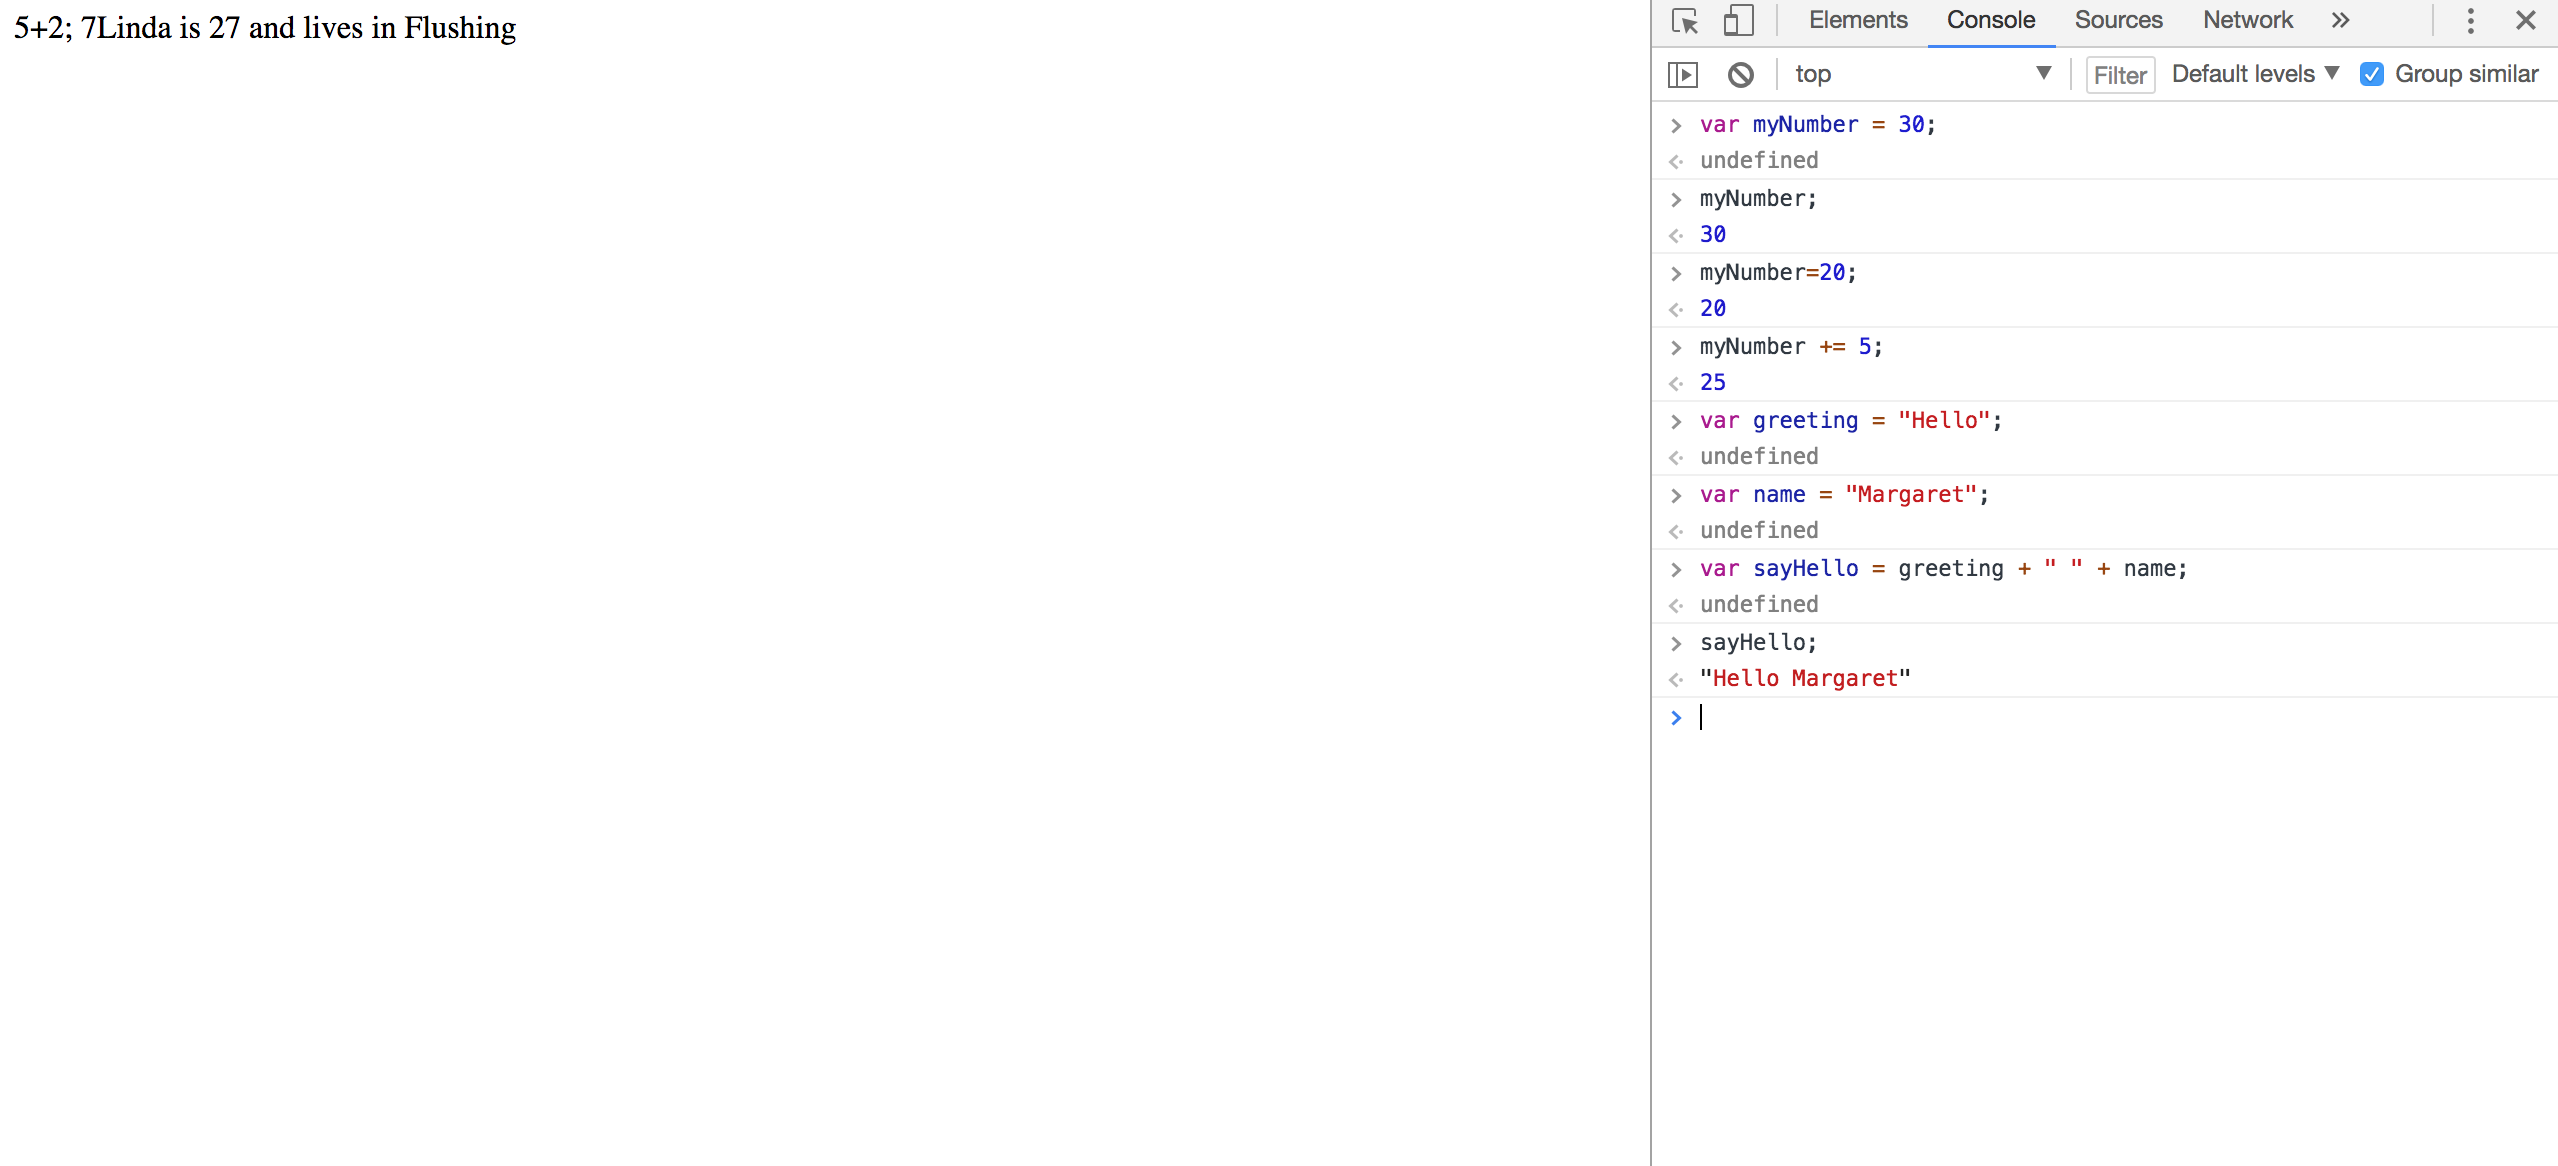 5+2; 7Linda is 27 and lives in Flushing
Elements Console Sources Network »
top ▼ Filter Default levels ▼ Group similar
> var myNumber = 30;
undefined
> myNumber;
30
> myNumber=20;
20
> myNumber += 5;
25
> var greeting = "Hello";
undefined
> var name = "Margaret";
undefined
> var sayHello = greeting + " " + name;
undefined
> sayHello;
"Hello Margaret"
>